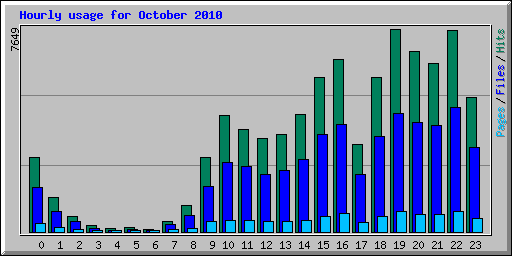 Hourly usage for October 2010
7649
Pages / Files / Hits
0 1 2 3 4 5 6 7 8 9 10 11 12 13 14 15 16 17 18 19 20 21 22 23